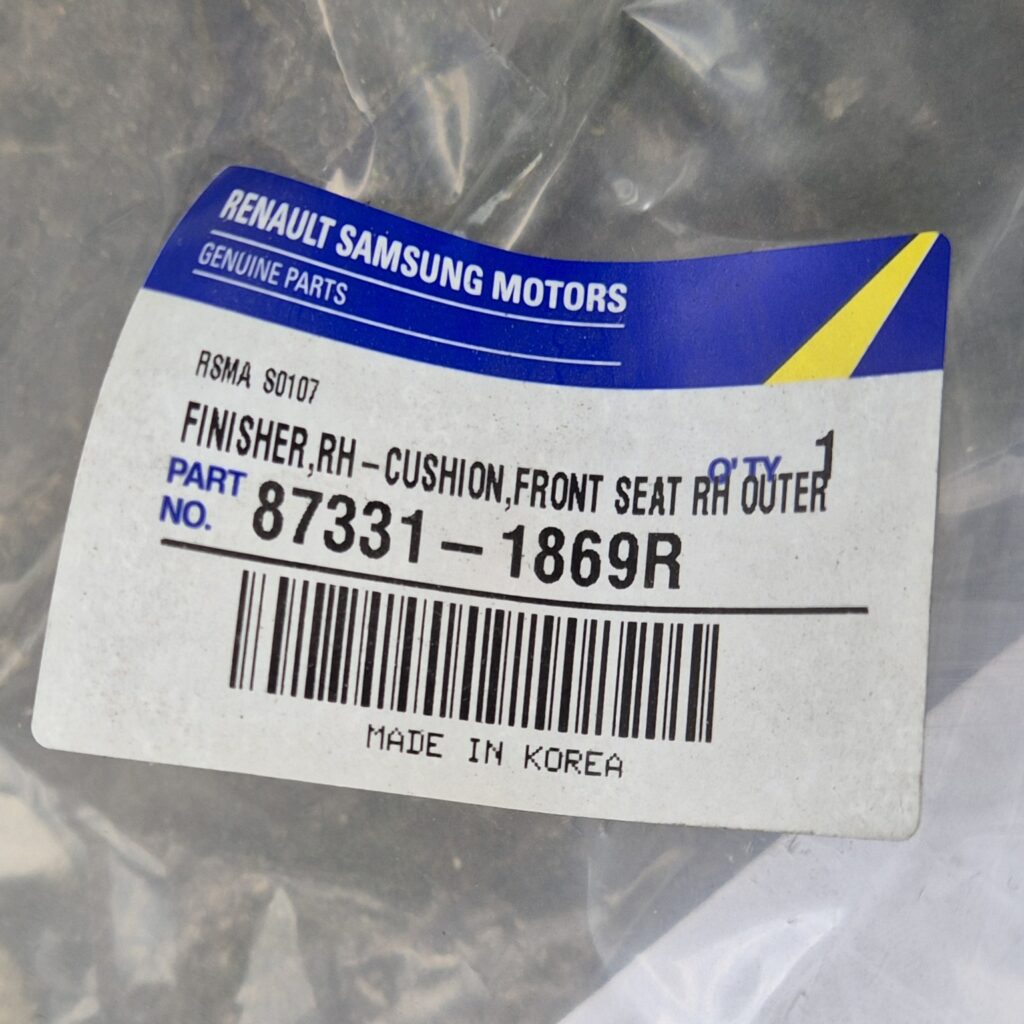 RENAULT SAMSUNG MOTORS
GENUINE PARTS
RSMA S0107
FINISHER,RH-CUSHION,FRONT SEAT RH OUTER
Q'TY 1
PART NO. 87331-1869R
MADE IN KOREA